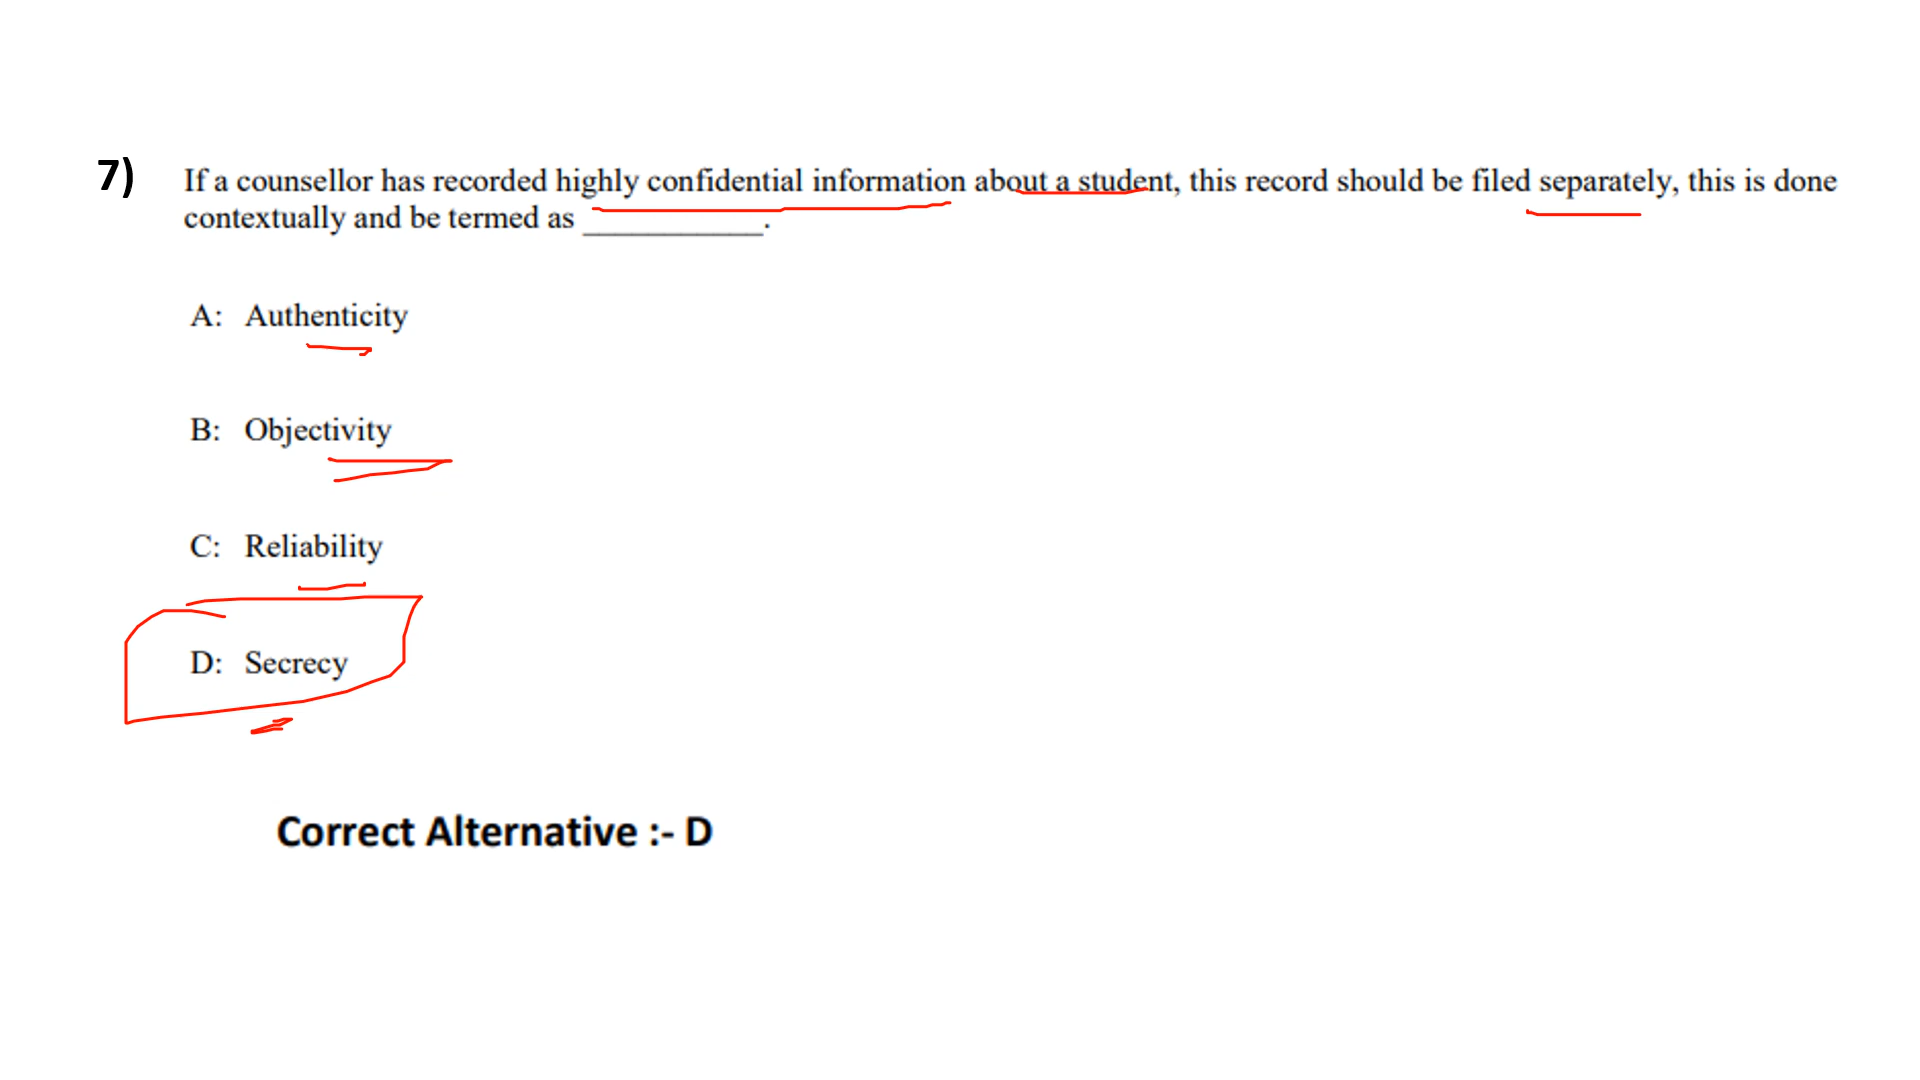 7) If a counsellor has recorded highly confidential information about a student, this record should be filed separately, this is done
contextually and be termed as ___________.
A: Authenticity
B: Objectivity
C: Reliability
D: Secrecy
Correct Alternative :- D